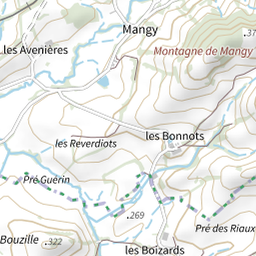 Mangy
les Avenières
Montagne de Mangy
les Bonnots
les Reverdiots
Pré Guérin
.269
Pré des Riaux
Bouzille
.322
les Boizards